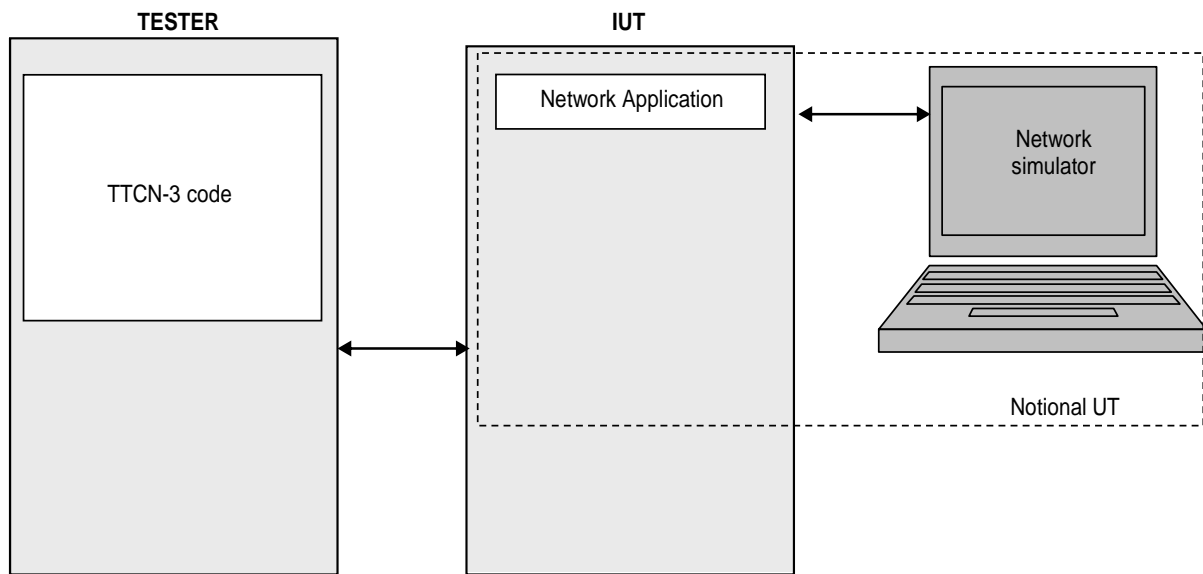 TESTER
IUT
Network Application
Network
simulator
TTCN-3 code
Notional UT